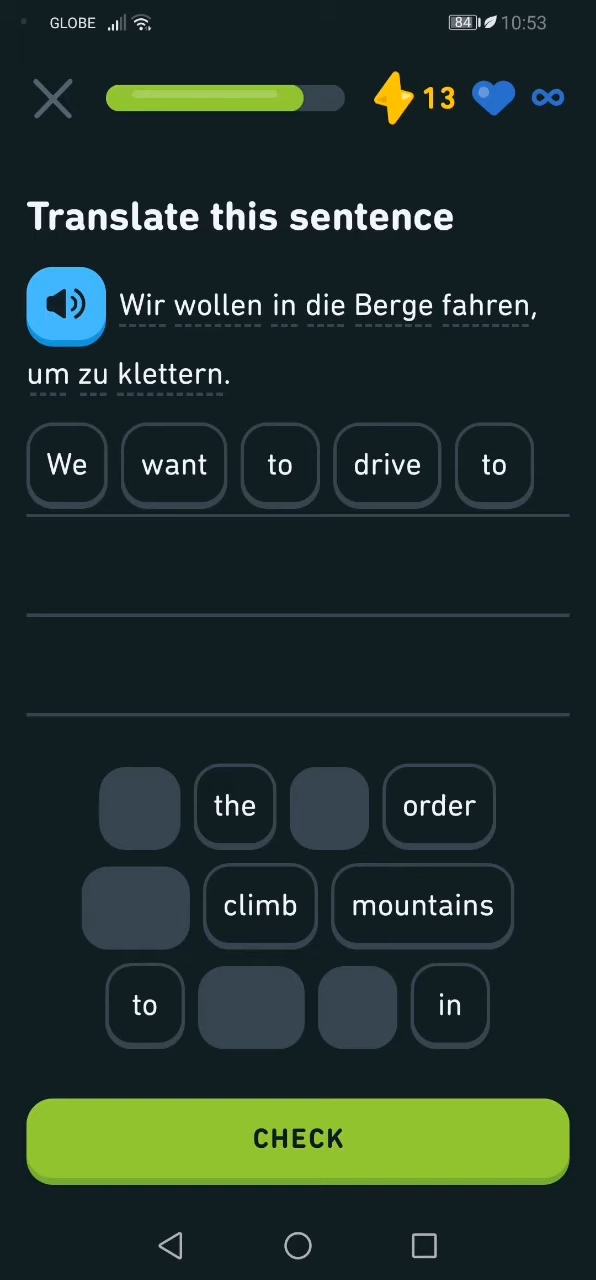 GLOBE 84 10:53
13
Translate this sentence
Wir wollen in die Berge fahren,
um zu klettern.
We want to drive to
the order
climb mountains
to in
CHECK